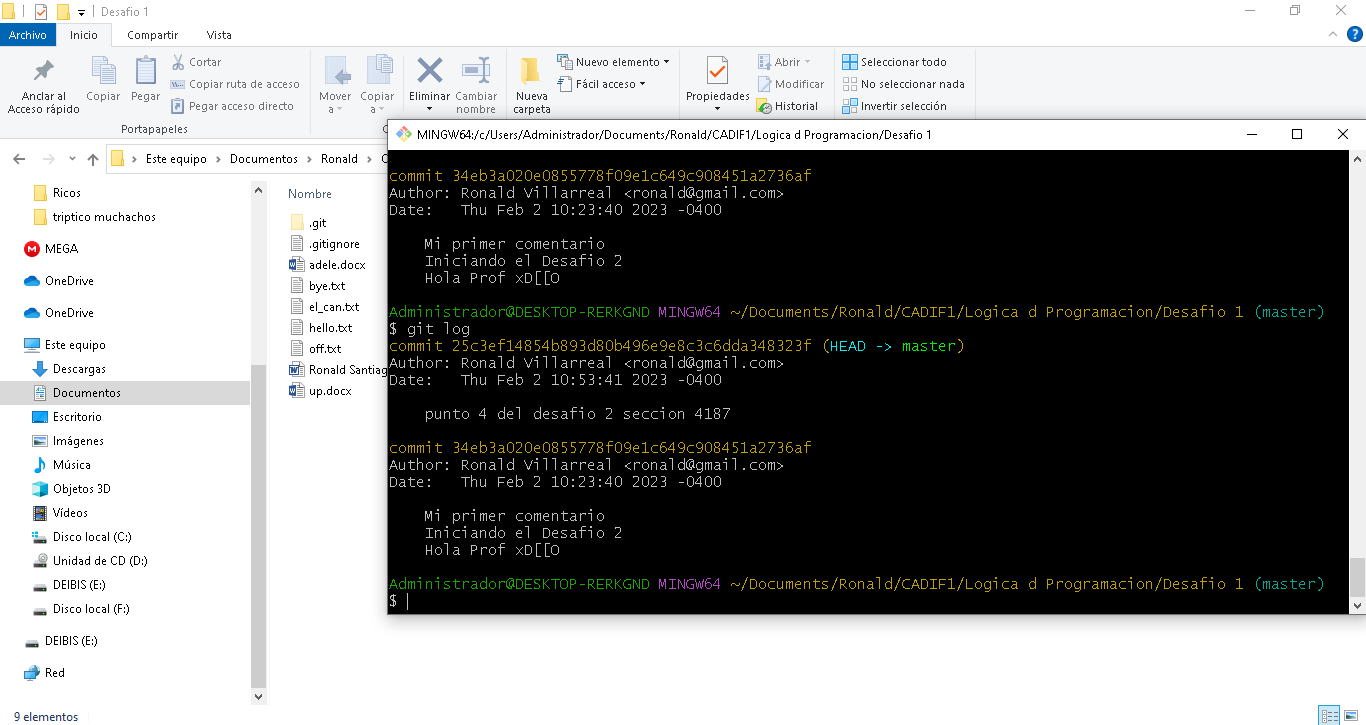 Desafio 1
Archivo
Inicio
Compartir
Vista
Anclar al
Acceso rápido
Copiar
Pegar
Cortar
Copiar ruta de acceso
Pegar acceso directo
Portapapeles
Mover
a
Copiar
a
Eliminar
Cambiar
nombre
Nueva
carpeta
Nuevo elemento
Fácil acceso
Propiedades
Abrir
Modificar
Historial
Seleccionar todo
No seleccionar nada
Invertir selección
Este equipo > Documentos > Ronald >
Ricos
triptico muchachos
MEGA
OneDrive
OneDrive
Este equipo
Descargas
Documentos
Escritorio
Imágenes
Música
Objetos 3D
Vídeos
Disco local (C:)
Unidad de CD (D:)
DEIBIS (E:)
Disco local (F:)
DEIBIS (E:)
Red
9 elementos
Nombre
.git
.gitignore
adele.docx
bye.txt
el_can.txt
hello.txt
off.txt
Ronald Santiag
up.docx
MINGW64:/c/Users/Administrador/Documents/Ronald/CADIF1/Logica d Programacion/Desafio 1
commit 34eb3a020e0855778f09e1c649c908451a2736af
Author: Ronald Villarreal <ronald@gmail.com>
Date:   Thu Feb 2 10:23:40 2023 -0400
Mi primer comentario
Iniciando el Desafio 2
Hola Prof xD[[O
Administrador@DESKTOP-RERKGND MINGW64 ~/Documents/Ronald/CADIF1/Logica d Programacion/Desafio 1 (master)
$ git log
commit 25c3ef14854b893d80b496e9e8c3c6dda348323f (HEAD -> master)
Author: Ronald Villarreal <ronald@gmail.com>
Date:   Thu Feb 2 10:53:41 2023 -0400
punto 4 del desafio 2 seccion 4187
commit 34eb3a020e0855778f09e1c649c908451a2736af
Author: Ronald Villarreal <ronald@gmail.com>
Date:   Thu Feb 2 10:23:40 2023 -0400
Mi primer comentario
Iniciando el Desafio 2
Hola Prof xD[[O
Administrador@DESKTOP-RERKGND MINGW64 ~/Documents/Ronald/CADIF1/Logica d Programacion/Desafio 1 (master)
$